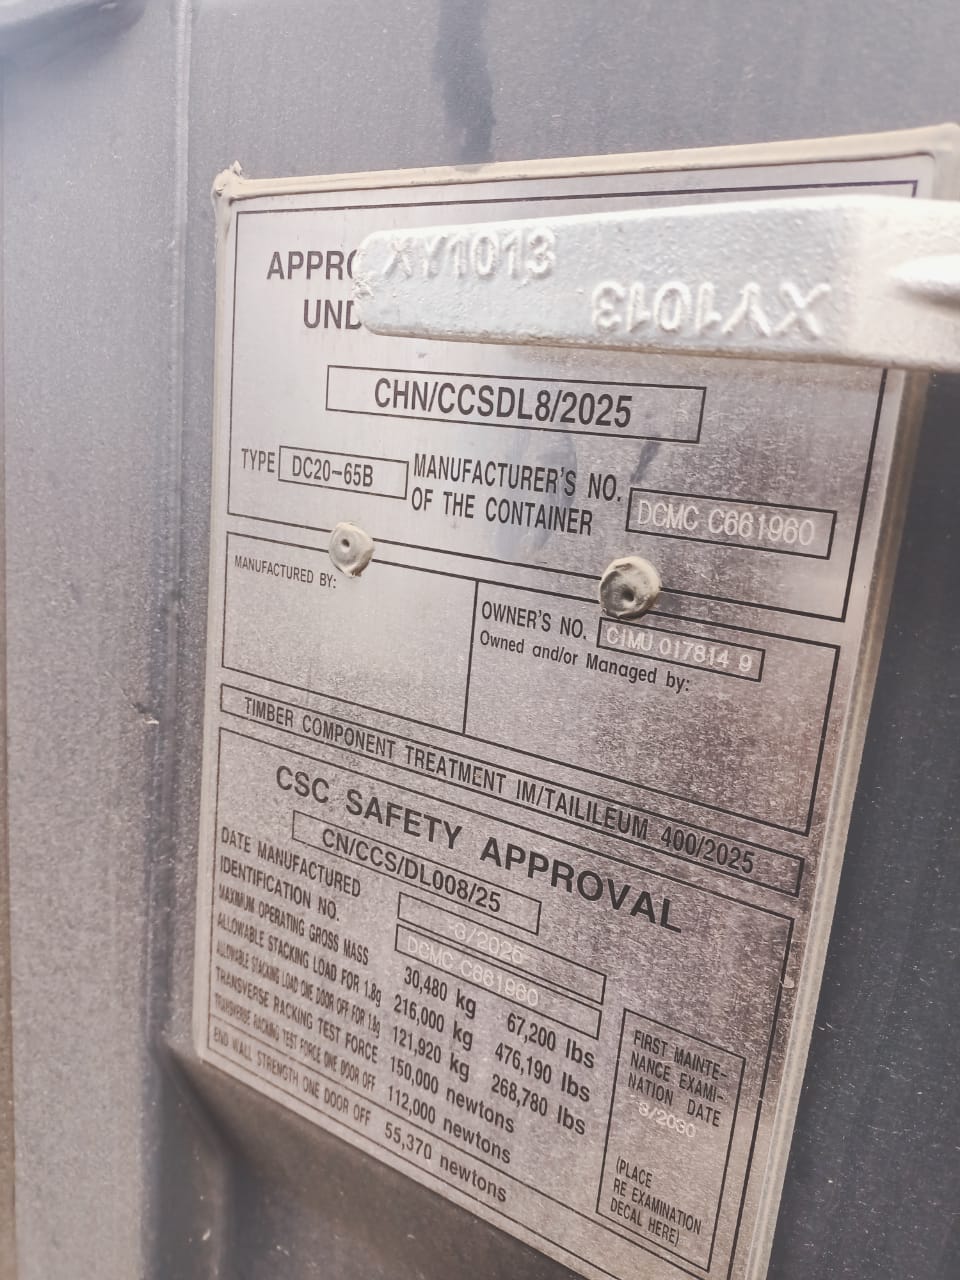 XY1013
XY1013
APPRO
UND
CHN/CCSDL8/2025
TYPE DC20-65B MANUFACTURER'S NO. OF THE CONTAINER DCMC C661960
MANUFACTURED BY:
OWNER'S NO. CIMU 017814 9
Owned and/or Managed by:
TIMBER COMPONENT TREATMENT IM/TAILILEUM 400/2025
CSC SAFETY APPROVAL
CN/CCS/DL008/25
DATE MANUFACTURED /2025
IDENTIFICATION NO. DCMC C661960
MAXIMUM OPERATING GROSS MASS 30,480 kg 67,200 lbs
ALLOWABLE STACKING LOAD FOR 1.8g 216,000 kg 476,190 lbs
ALLOWABLE STACKING LOAD ONE DOOR OFF FOR 1.8g 121,920 kg 268,780 lbs
TRANSVERSE RACKING TEST FORCE 150,000 newtons
TRANSVERSE RACKING TEST FORCE ONE DOOR OFF 112,000 newtons
END WALL STRENGTH ONE DOOR OFF 55,370 newtons
FIRST MAINTE-
NANCE EXAMI-
NATION DATE
/2030
(PLACE
RE EXAMINATION
DECAL HERE)